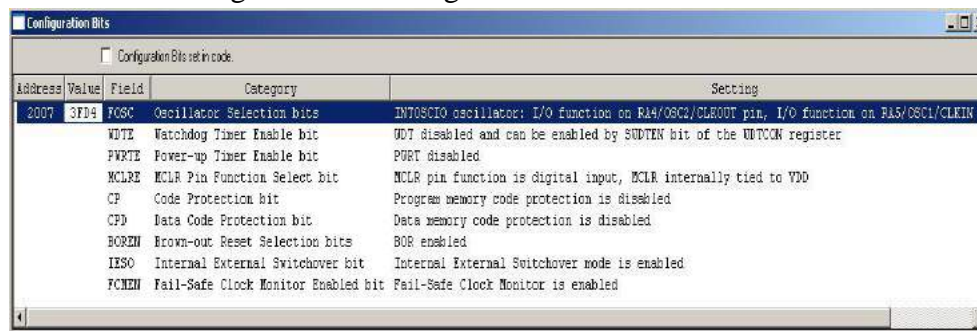 Configuration Bits
Configuration Bits set in code.
Address Value Field Category Setting
2007 3FD4 FOSC Oscillator Selection bits INTOSCIO oscillator: I/O function on RA4/OSC2/CLKOUT pin, I/O function on RA5/OSC1/CLKIN
WDTE Watchdog Timer Enable bit WDT disabled and can be enabled by SWDTEN bit of the WDTCON register
PWRTE Power-up Timer Enable bit PWRT disabled
MCLRE MCLR Pin Function Select bit MCLR pin function is digital input, MCLR internally tied to VDD
CP Code Protection bit Program memory code protection is disabled
CPD Data Code Protection bit Data memory code protection is disabled
BOREN Brown-out Reset Selection bits BOR enabled
IESO Internal External Switchover bit Internal External Switchover mode is enabled
FCMEN Fail-Safe Clock Monitor Enabled bit Fail-Safe Clock Monitor is enabled